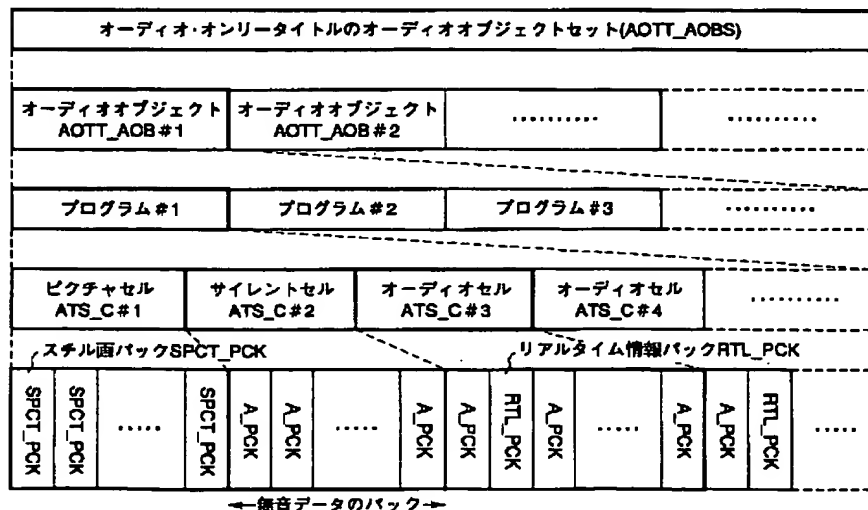 オーディオ・オンリータイトルのオーディオオブジェクトセット(AOTT_AOBS)
オーディオオブジェクト
AOTT_AOB#1
オーディオオブジェクト
AOTT_AOB#2
··········
··········
プログラム#1
プログラム#2
プログラム#3
··········
ピクチャセル
ATS_C#1
サイレントセル
ATS_C#2
オーディオセル
ATS_C#3
オーディオセル
ATS_C#4
··········
スチル画パックSPCT_PCK
リアルタイム情報パックRTL_PCK
SPCT_PCK
SPCT_PCK
·····
SPCT_PCK
A_PCK
A_PCK
·····
A_PCK
A_PCK
RTL_PCK
A_PCK
·····
A_PCK
A_PCK
RTL_PCK
·····
無音データのパック